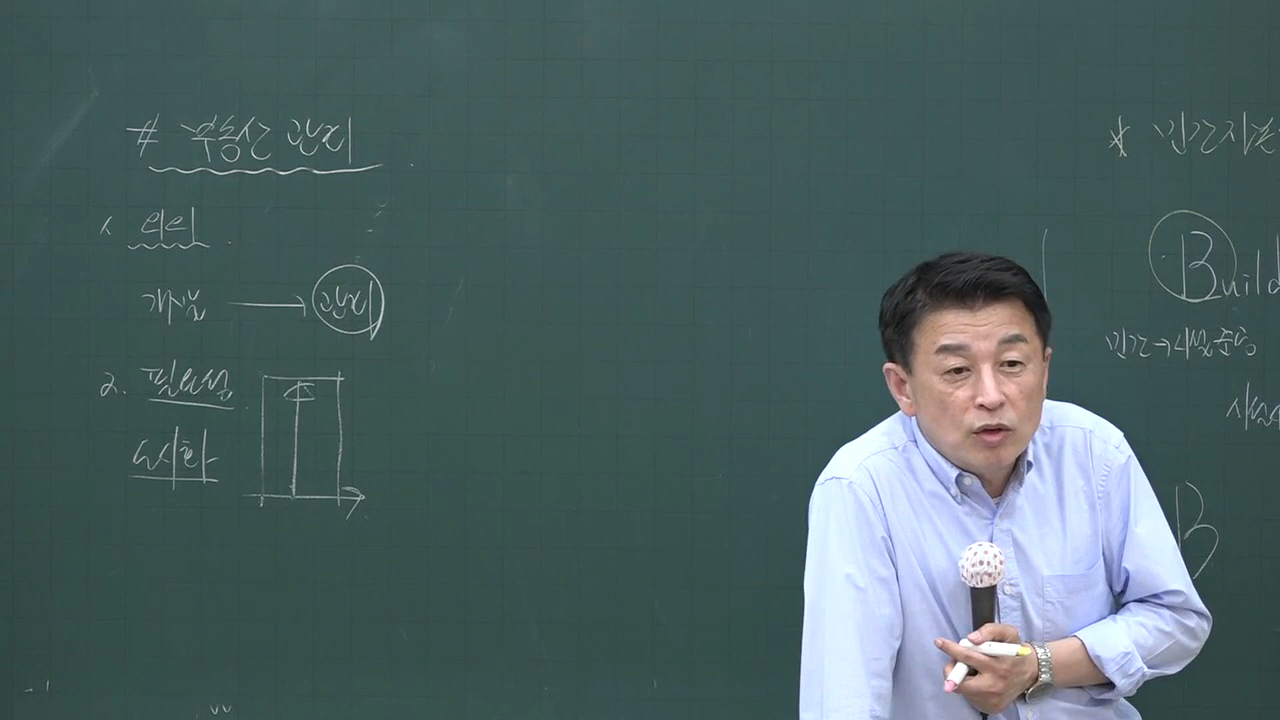 # 부동산 관리
1. 의의
개발 → 관리
2. 필요성
도시화
* 민간자본
Build
민간→시설준공
B